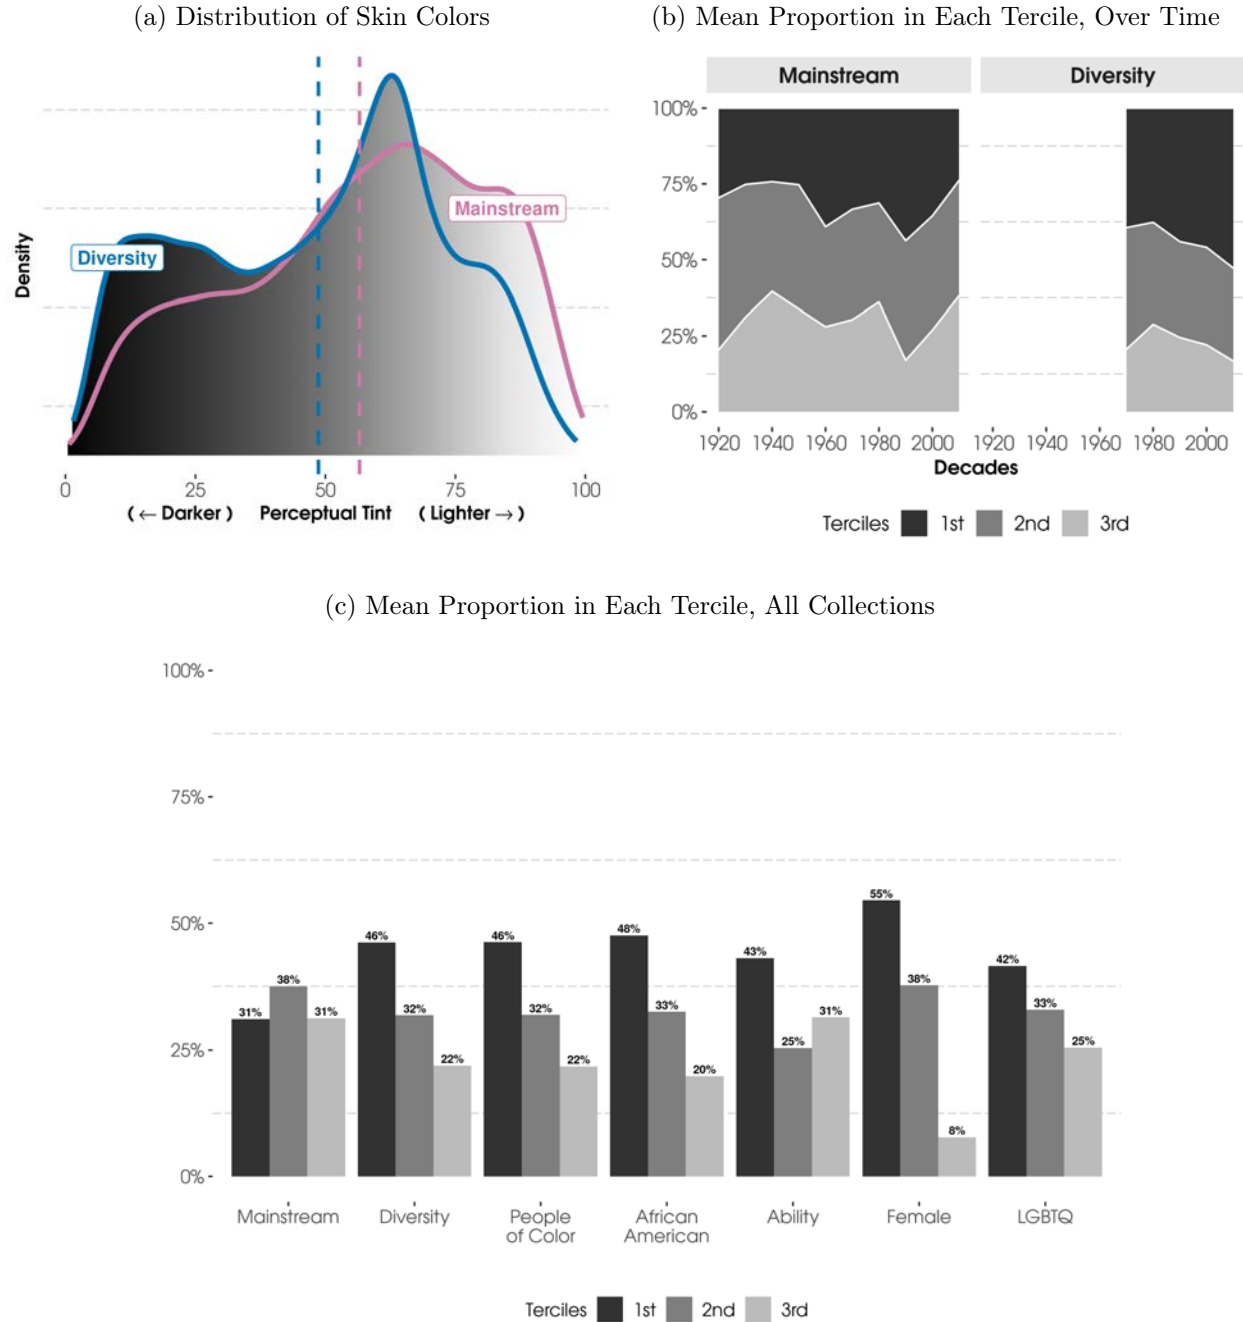 (a) Distribution of Skin Colors
Density
Diversity
Mainstream
0 25 50 75 100
(← Darker) Perceptual Tint (Lighter →)
(b) Mean Proportion in Each Tercile, Over Time
Mainstream Diversity
100%
75%
50%
25%
0%
1920 1940 1960 1980 2000 1920 1940 1960 1980 2000
Decades
Terciles 1st 2nd 3rd
(c) Mean Proportion in Each Tercile, All Collections
100%
75%
50%
25%
0%
31% 38% 31%
46% 32% 22%
46% 32% 22%
48% 33% 20%
43% 25% 31%
55% 38% 8%
42% 33% 25%
Mainstream Diversity People African Ability Female LGBTQ
of Color American
Terciles 1st 2nd 3rd